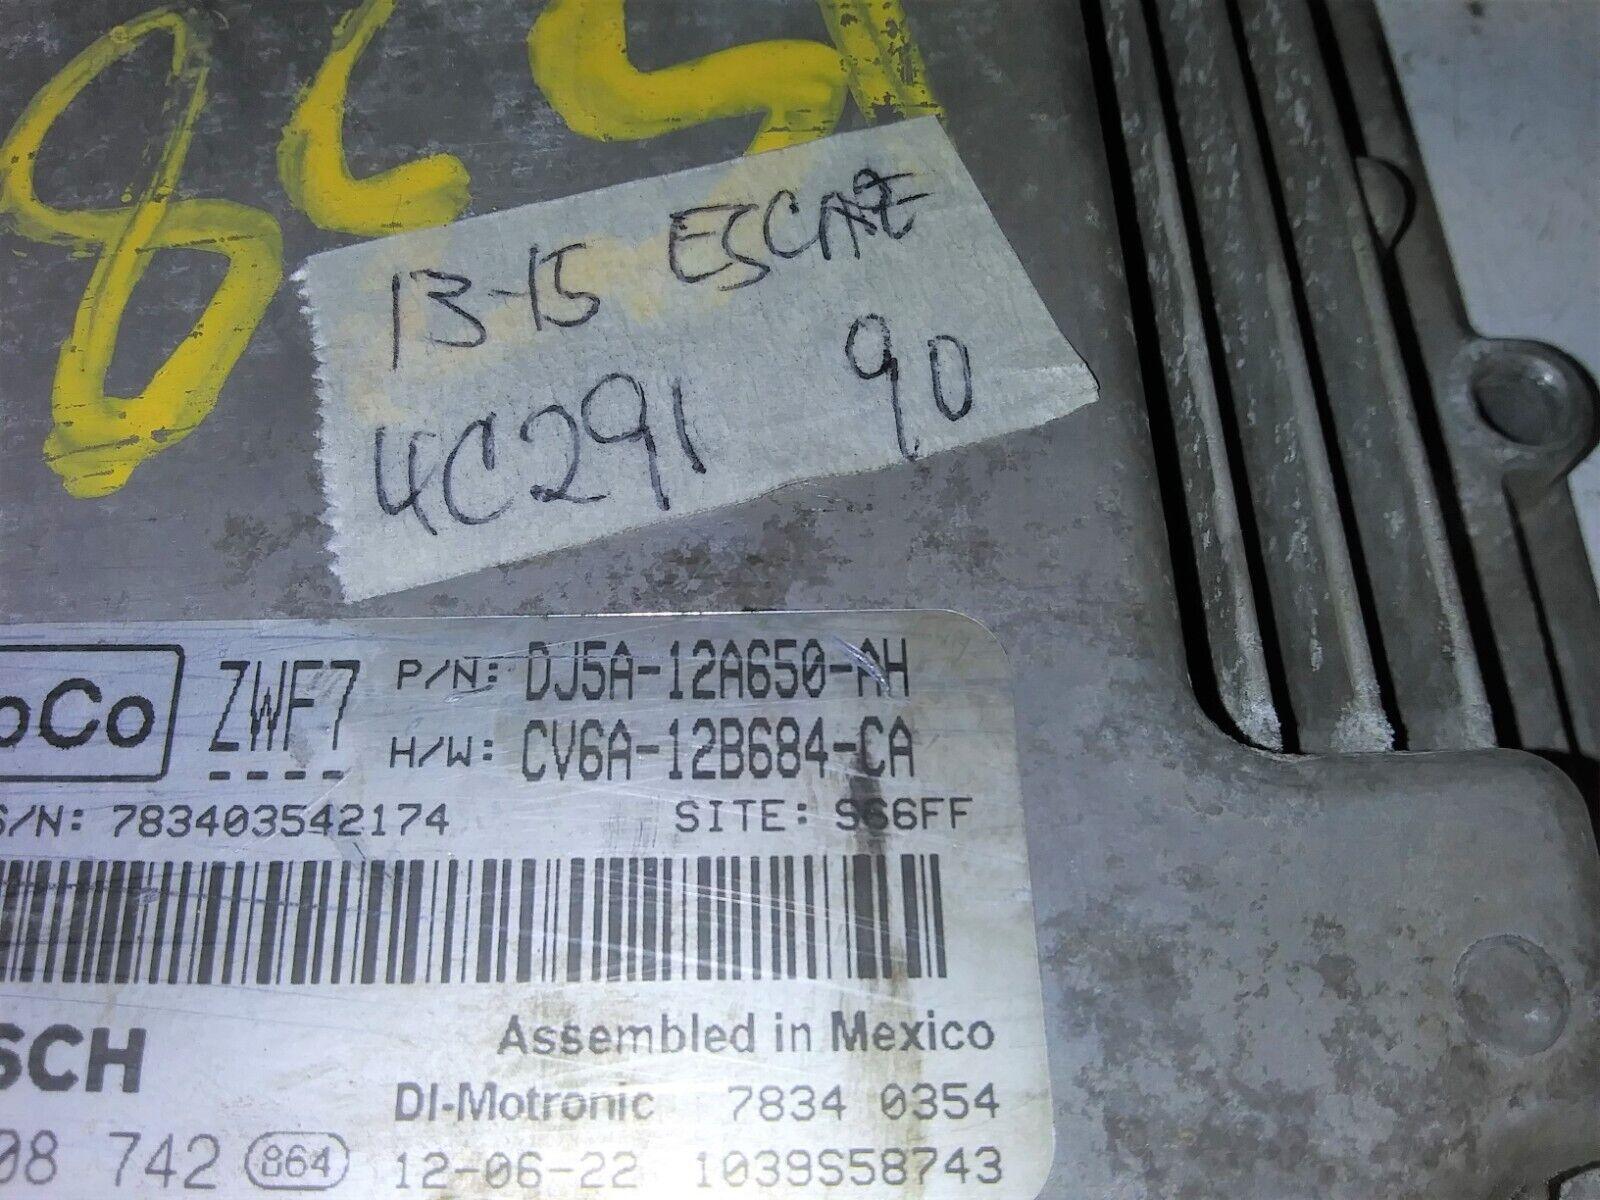 13-15 ESCAPE
4C291 90
oCo ZWF7 P/N: DJ5A-12A650-AH
H/W: CV6A-12B684-CA
S/N: 783403542174 SITE: S66FF
SCH Assembled in Mexico
DI-Motronic 7834 0354
08 742 864 12-06-22 1039S58743